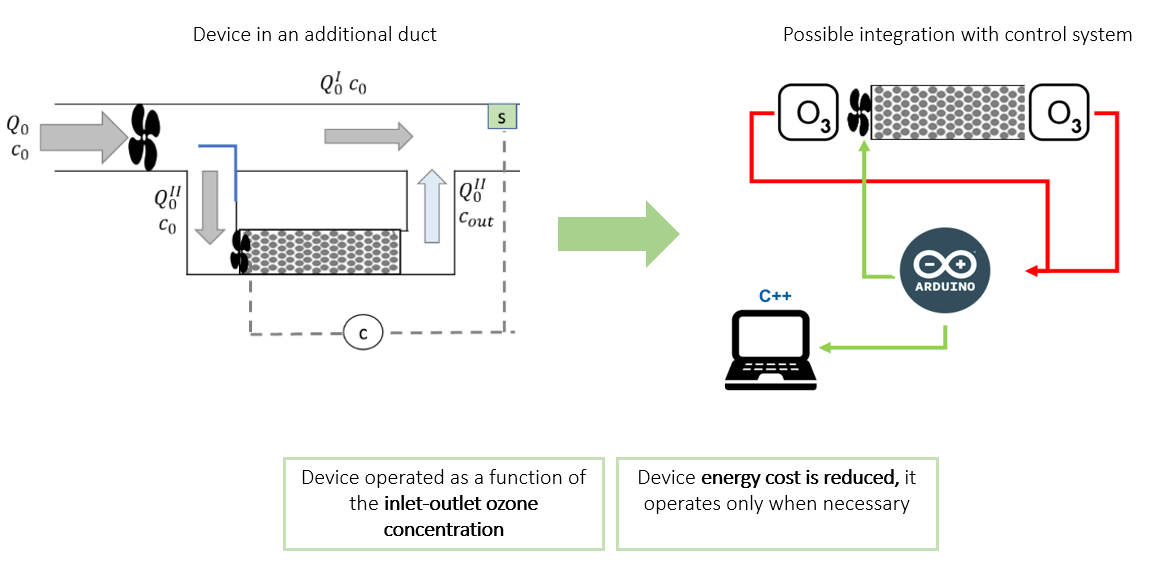 Device in an additional duct
Possible integration with control system
Q₀ᴵ c₀
Q₀
c₀
S
Q₀ᴵᴵ
c₀
Q₀ᴵᴵ
cₒᵤₜ
C
O₃
O₃
ARDUINO
C++
Device operated as a function of
the inlet-outlet ozone
concentration
Device energy cost is reduced, it
operates only when necessary